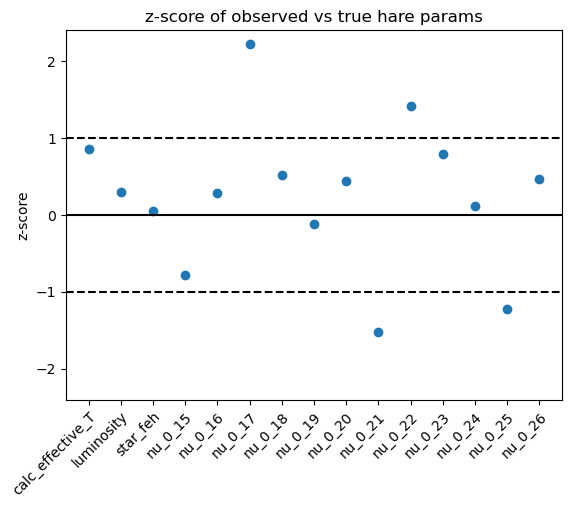 z-score of observed vs true hare params
z-score
2
1
0
−1
−2
calc_effective_T
luminosity
star_feh
nu_0_15
nu_0_16
nu_0_17
nu_0_18
nu_0_19
nu_0_20
nu_0_21
nu_0_22
nu_0_23
nu_0_24
nu_0_25
nu_0_26